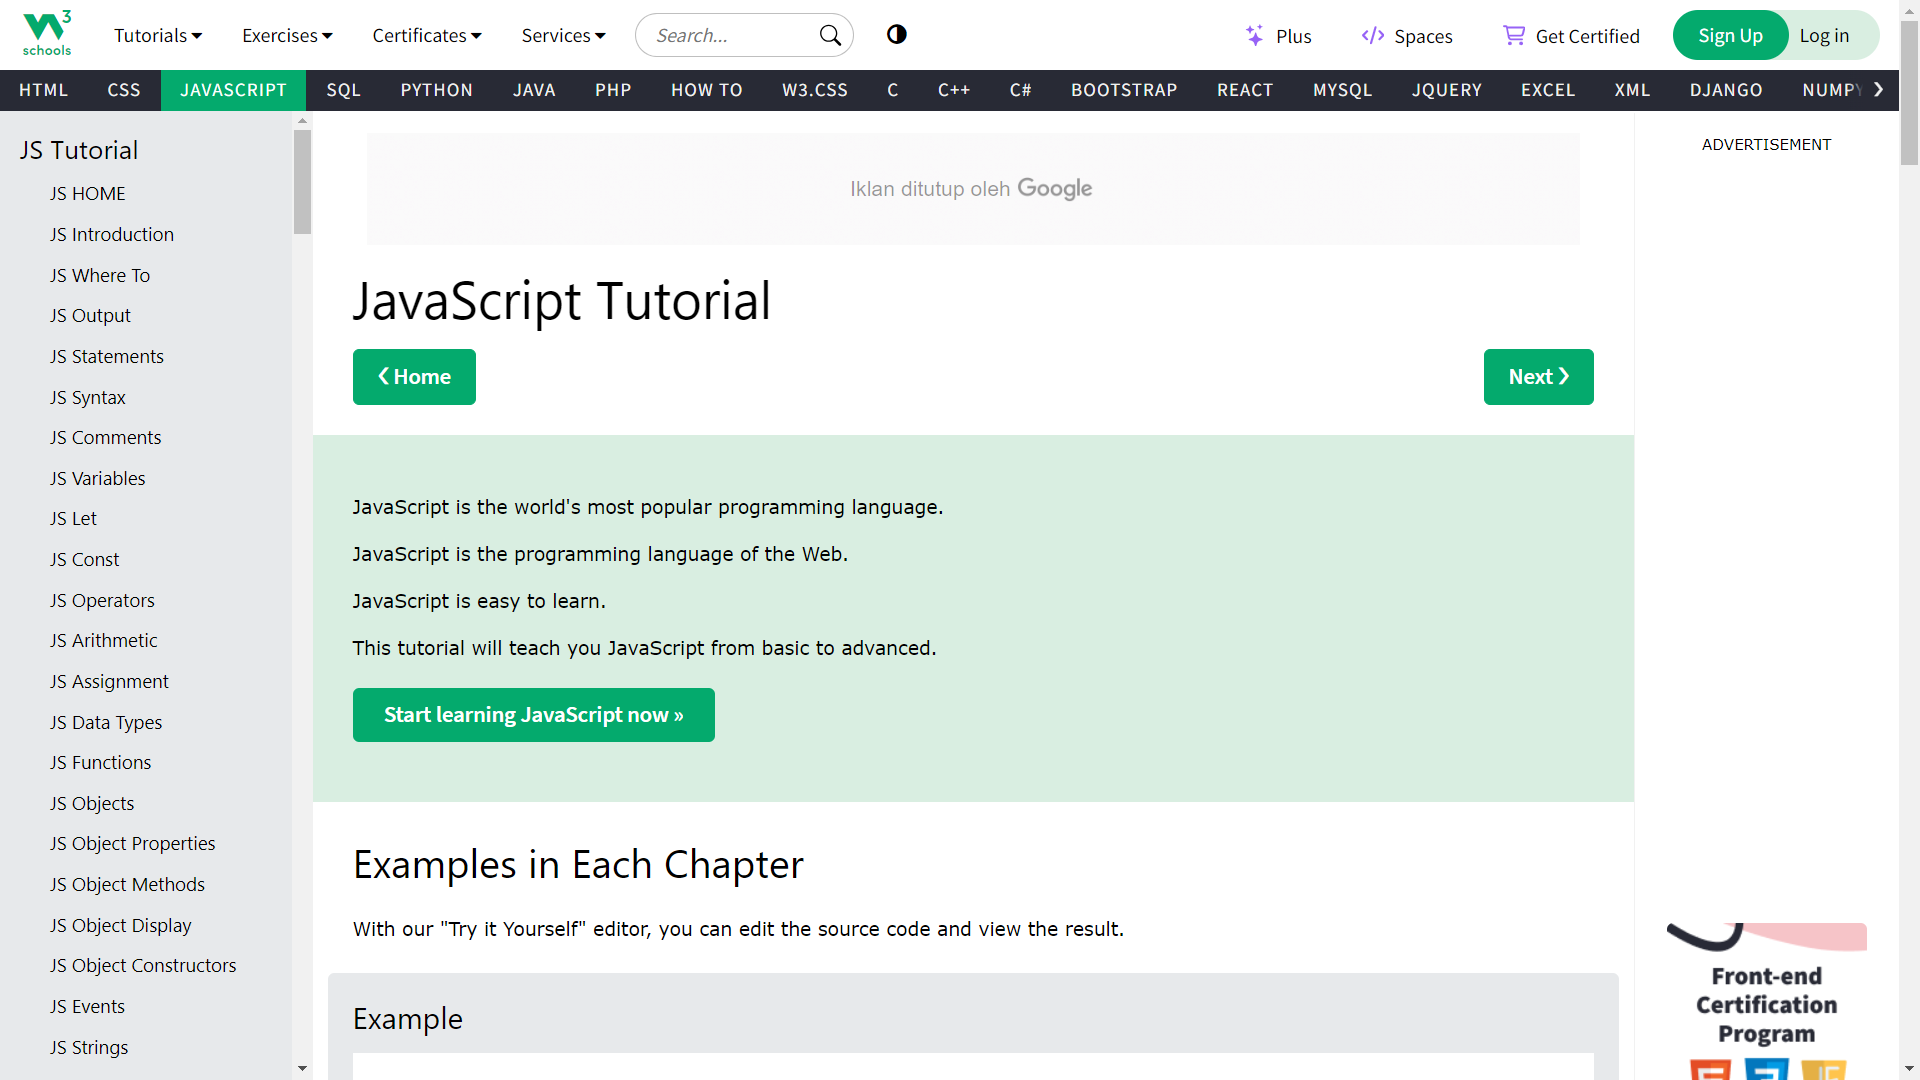 3
schools
Tutorials
Exercises
Certificates
Services
Search...
Plus
Spaces
Get Certified
Sign Up
Log in
HTML
CSS
JAVASCRIPT
SQL
PYTHON
JAVA
PHP
HOW TO
W3.CSS
C
C++
C#
BOOTSTRAP
REACT
MYSQL
JQUERY
EXCEL
XML
DJANGO
NUMPY
JS Tutorial
JS HOME
JS Introduction
JS Where To
JS Output
JS Statements
JS Syntax
JS Comments
JS Variables
JS Let
JS Const
JS Operators
JS Arithmetic
JS Assignment
JS Data Types
JS Functions
JS Objects
JS Object Properties
JS Object Methods
JS Object Display
JS Object Constructors
JS Events
JS Strings
Iklan ditutup oleh Google
JavaScript Tutorial
❮ Home
Next ❯
JavaScript is the world's most popular programming language.
JavaScript is the programming language of the Web.
JavaScript is easy to learn.
This tutorial will teach you JavaScript from basic to advanced.
Start learning JavaScript now »
Examples in Each Chapter
With our "Try it Yourself" editor, you can edit the source code and view the result.
Example
ADVERTISEMENT
Front-end
Certification
Program